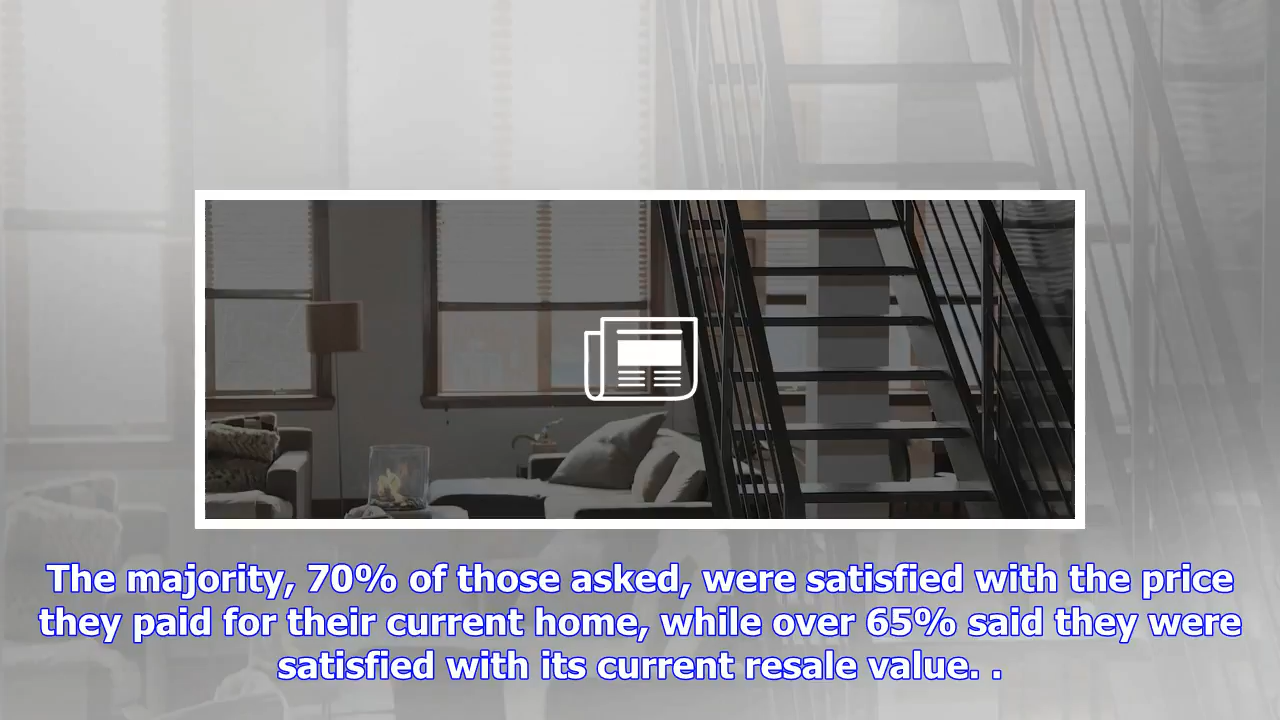 The majority, 70% of those asked, were satisfied with the price
they paid for their current home, while over 65% said they were
satisfied with its current resale value. .